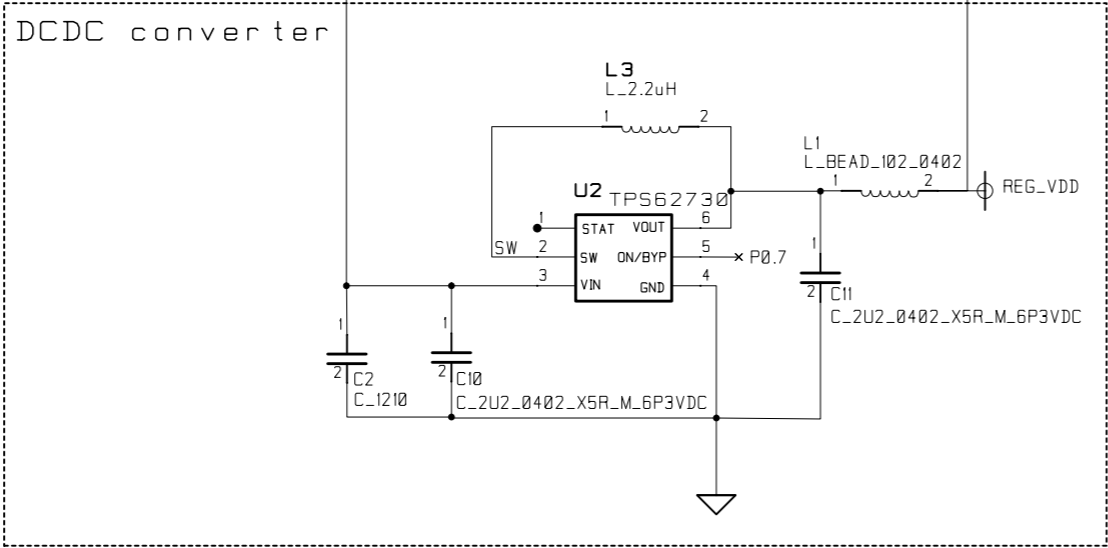 DCDC converter
L3
L_2.2uH
1
2
L1
L_BEAD_102_0402
1
2
REG_VDD
U2
TPS62730
1
STAT
VOUT
6
SW
2
SW
ON/BYP
5
P0.7
3
VIN
GND
4
1
2
C11
C_2U2_0402_X5R_M_6P3VDC
1
2
C2
C_1210
1
2
C10
C_2U2_0402_X5R_M_6P3VDC